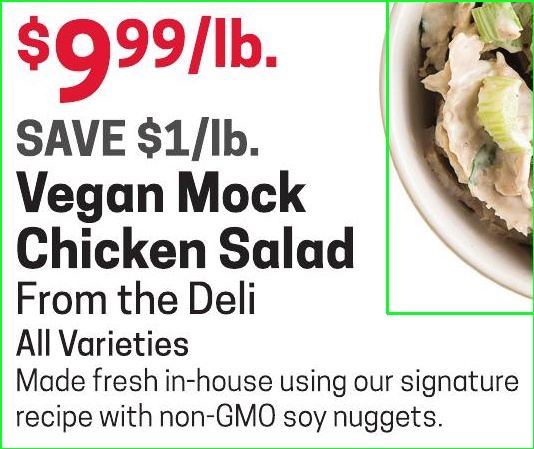 $9 99/lb.
SAVE $1/lb.
Vegan Mock
Chicken Salad
From the Deli
All Varieties
Made fresh in-house using our signature
recipe with non-GMO soy nuggets.